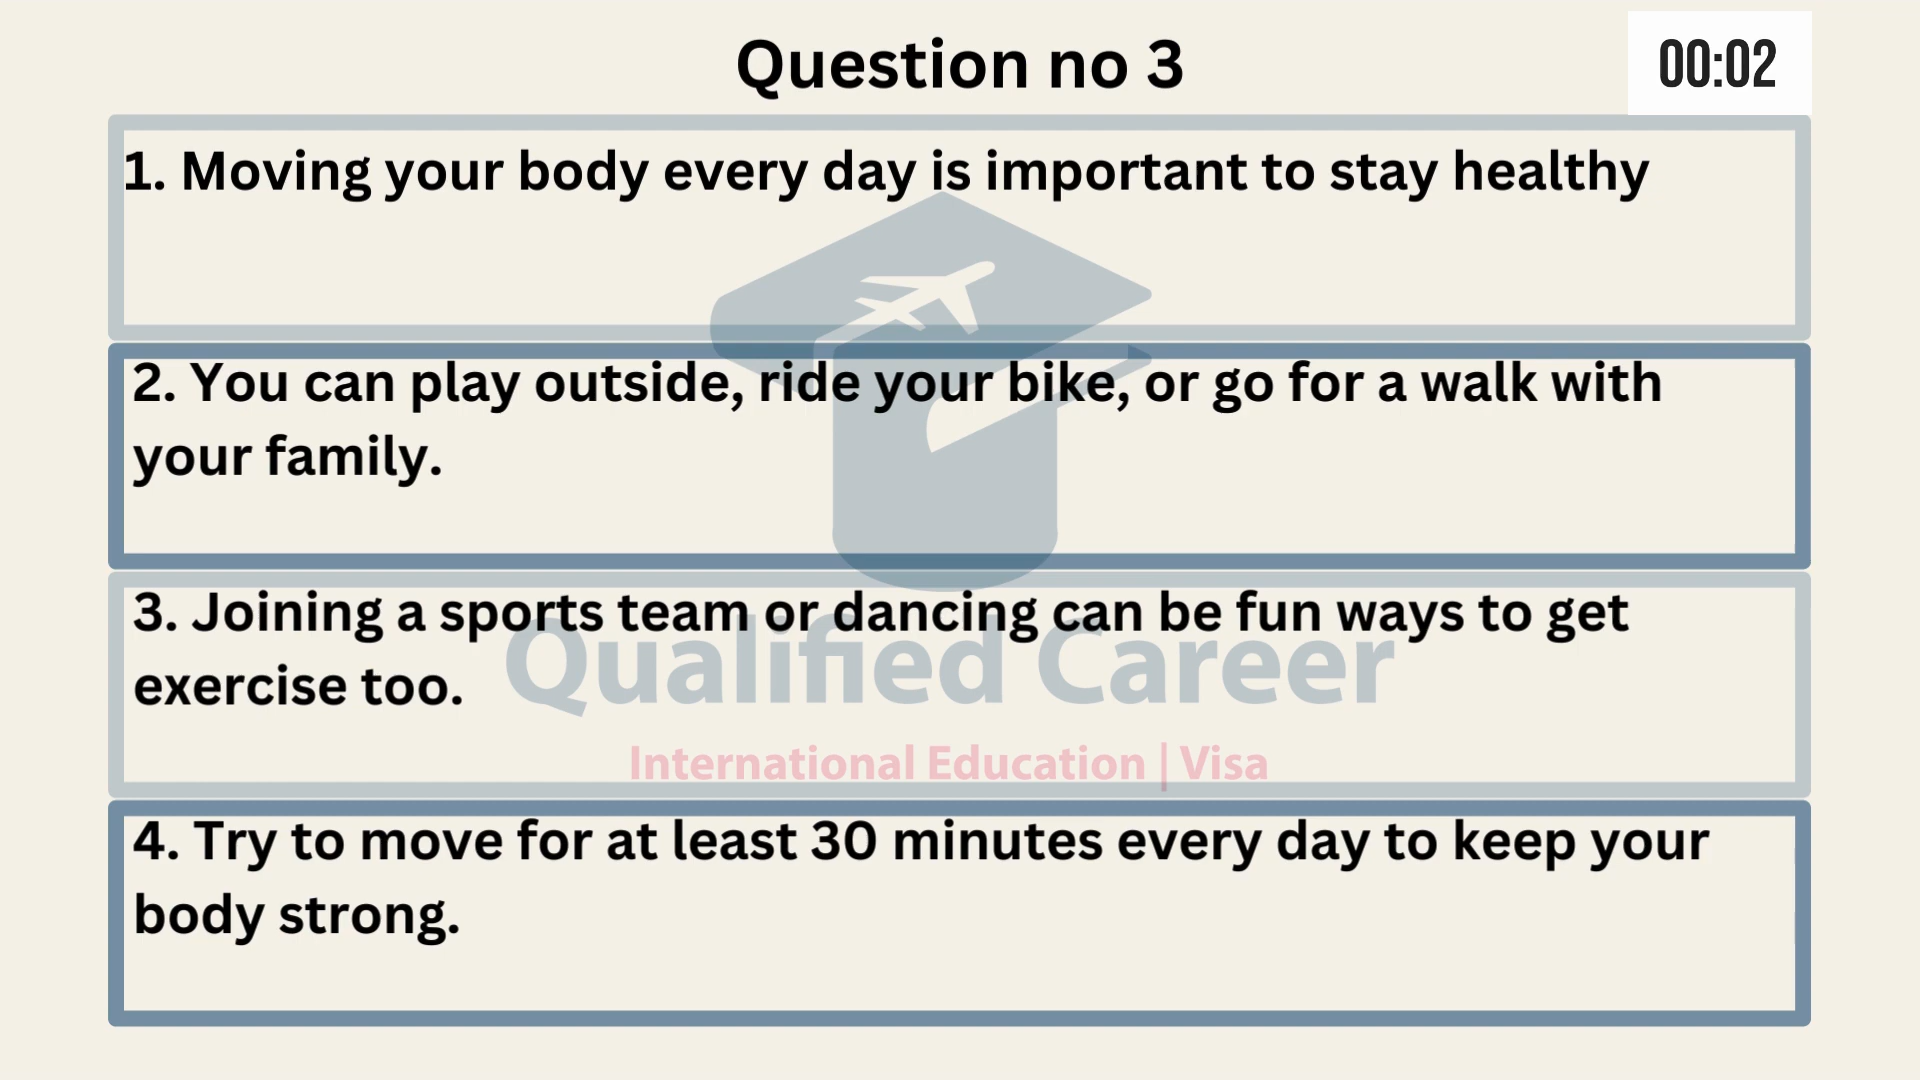 Question no 3
00:02
1. Moving your body every day is important to stay healthy
2. You can play outside, ride your bike, or go for a walk with
your family.
3. Joining a sports team or dancing can be fun ways to get
exercise too.
Qualified Career
International Education | Visa
4. Try to move for at least 30 minutes every day to keep your
body strong.